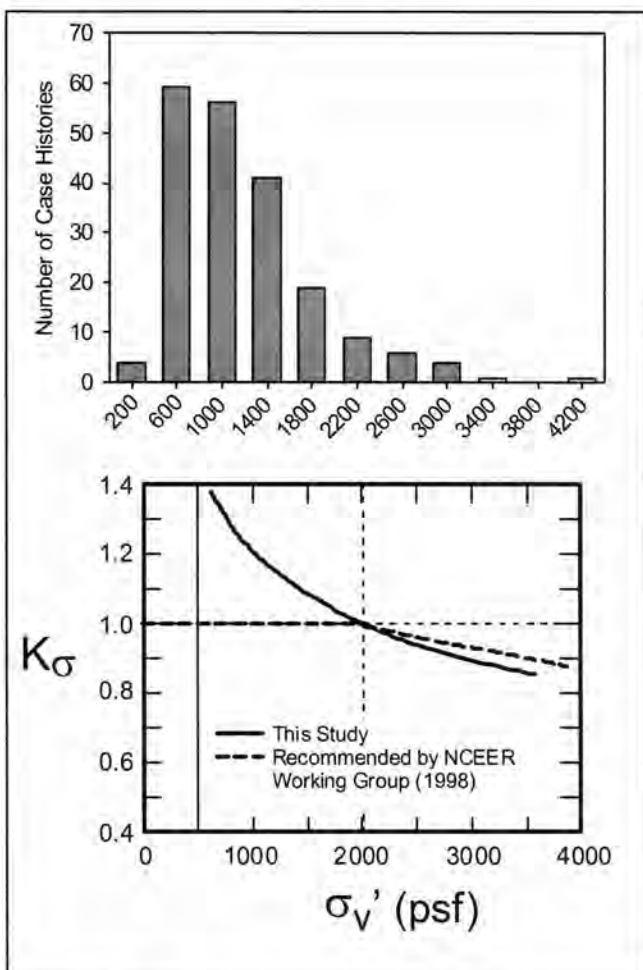 70
60
50
40
30
20
10
0
Number of Case Histories
200 600 1000 1400 1800 2200 2600 3000 3400 3800 4200
1.4
1.2
1.0
0.8
0.6
0.4
Kσ
This Study
Recommended by NCEER
Working Group (1998)
0 1000 2000 3000 4000
σv' (psf)